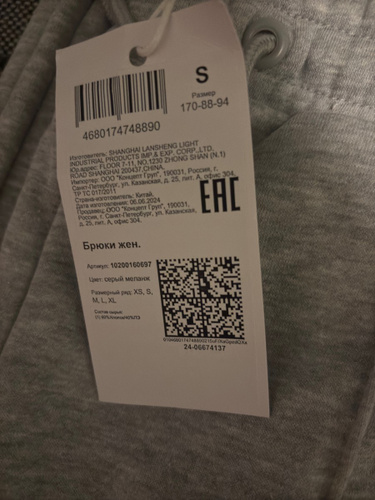 S
Размер
170-88-94
4680174748890
Изготовитель: SHANGHAI LANSHENG LIGHT
INDUSTRIAL PRODUCTS IMP.& EXP. CORP.,LTD.
Юр.адрес: FLOOR 7-11, NO.1230 ZHONG SHAN (N.1)
ROAD SHANGHAI 200437,CHINA.
Импортер: ООО "Концепт Груп", 190031, Россия, г.
Санкт-Петербург, ул. Казанская, д. 25, лит. А, офис 304.
ТР ТС 017/2011
Страна-изготовитель: Китай.
Дата изготовления: 06.06.2024
Продавец: ООО "Концепт Груп", 190031,
Россия, г. Санкт-Петербург, ул. Казанская,
д. 25, лит. А, офис 304.
EAC
Брюки жен.
Артикул: 10200160697
Цвет: серый меланж
Размерный ряд: XS, S,
M, L, XL
24-06674137